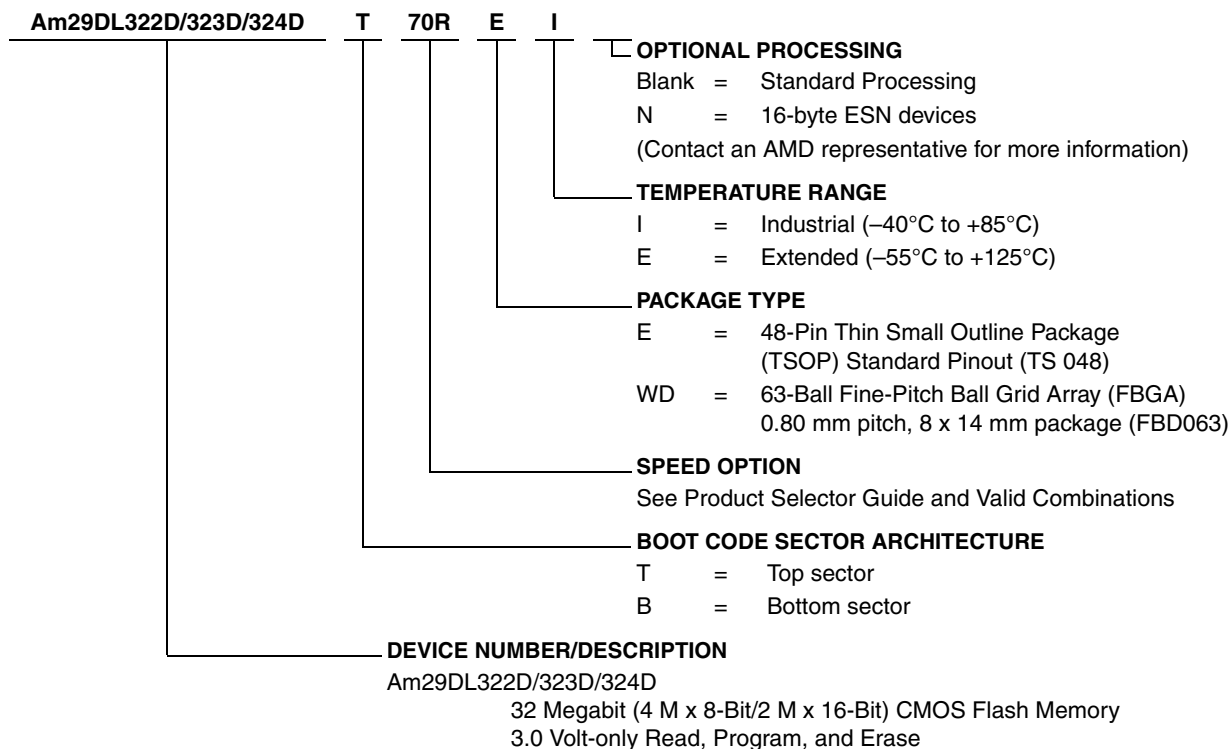 Am29DL322D/323D/324D T 70R E I
OPTIONAL PROCESSING
Blank = Standard Processing
N = 16-byte ESN devices
(Contact an AMD representative for more information)
TEMPERATURE RANGE
I = Industrial (–40°C to +85°C)
E = Extended (–55°C to +125°C)
PACKAGE TYPE
E = 48-Pin Thin Small Outline Package
(TSOP) Standard Pinout (TS 048)
WD = 63-Ball Fine-Pitch Ball Grid Array (FBGA)
0.80 mm pitch, 8 x 14 mm package (FBD063)
SPEED OPTION
See Product Selector Guide and Valid Combinations
BOOT CODE SECTOR ARCHITECTURE
T = Top sector
B = Bottom sector
DEVICE NUMBER/DESCRIPTION
Am29DL322D/323D/324D
32 Megabit (4 M x 8-Bit/2 M x 16-Bit) CMOS Flash Memory
3.0 Volt-only Read, Program, and Erase